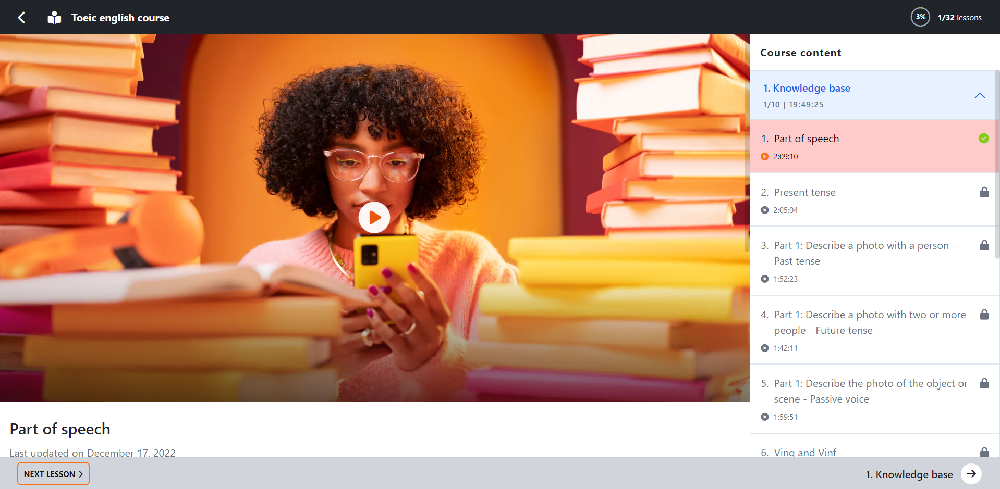 Toeic english course
3%
1/32 lessons
Course content
1. Knowledge base
1/10 | 19:49:25
1. Part of speech
2:09:10
2. Present tense
2:05:04
3. Part 1: Describe a photo with a person -
Past tense
1:52:23
4. Part 1: Describe a photo with two or more
people - Future tense
1:42:11
5. Part 1: Describe the photo of the object or
scene - Passive voice
1:59:51
6. Ving and Vinf
Part of speech
Last updated on December 17, 2022
NEXT LESSON
1. Knowledge base